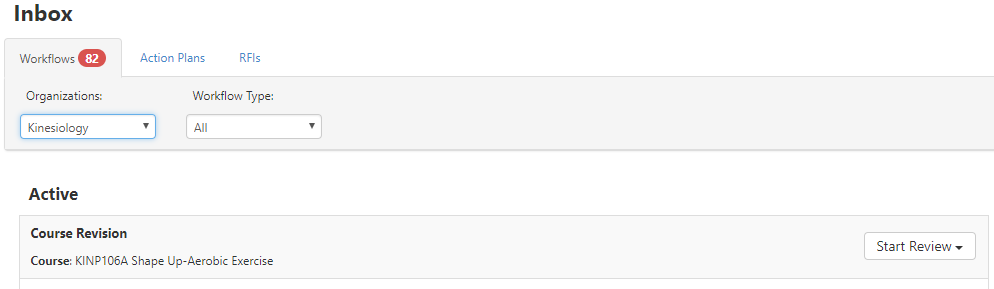 Inbox
Workflows 82 Action Plans RFIs
Organizations: Workflow Type:
Kinesiology All
Active
Course Revision
Course: KINP106A Shape Up-Aerobic Exercise
Start Review